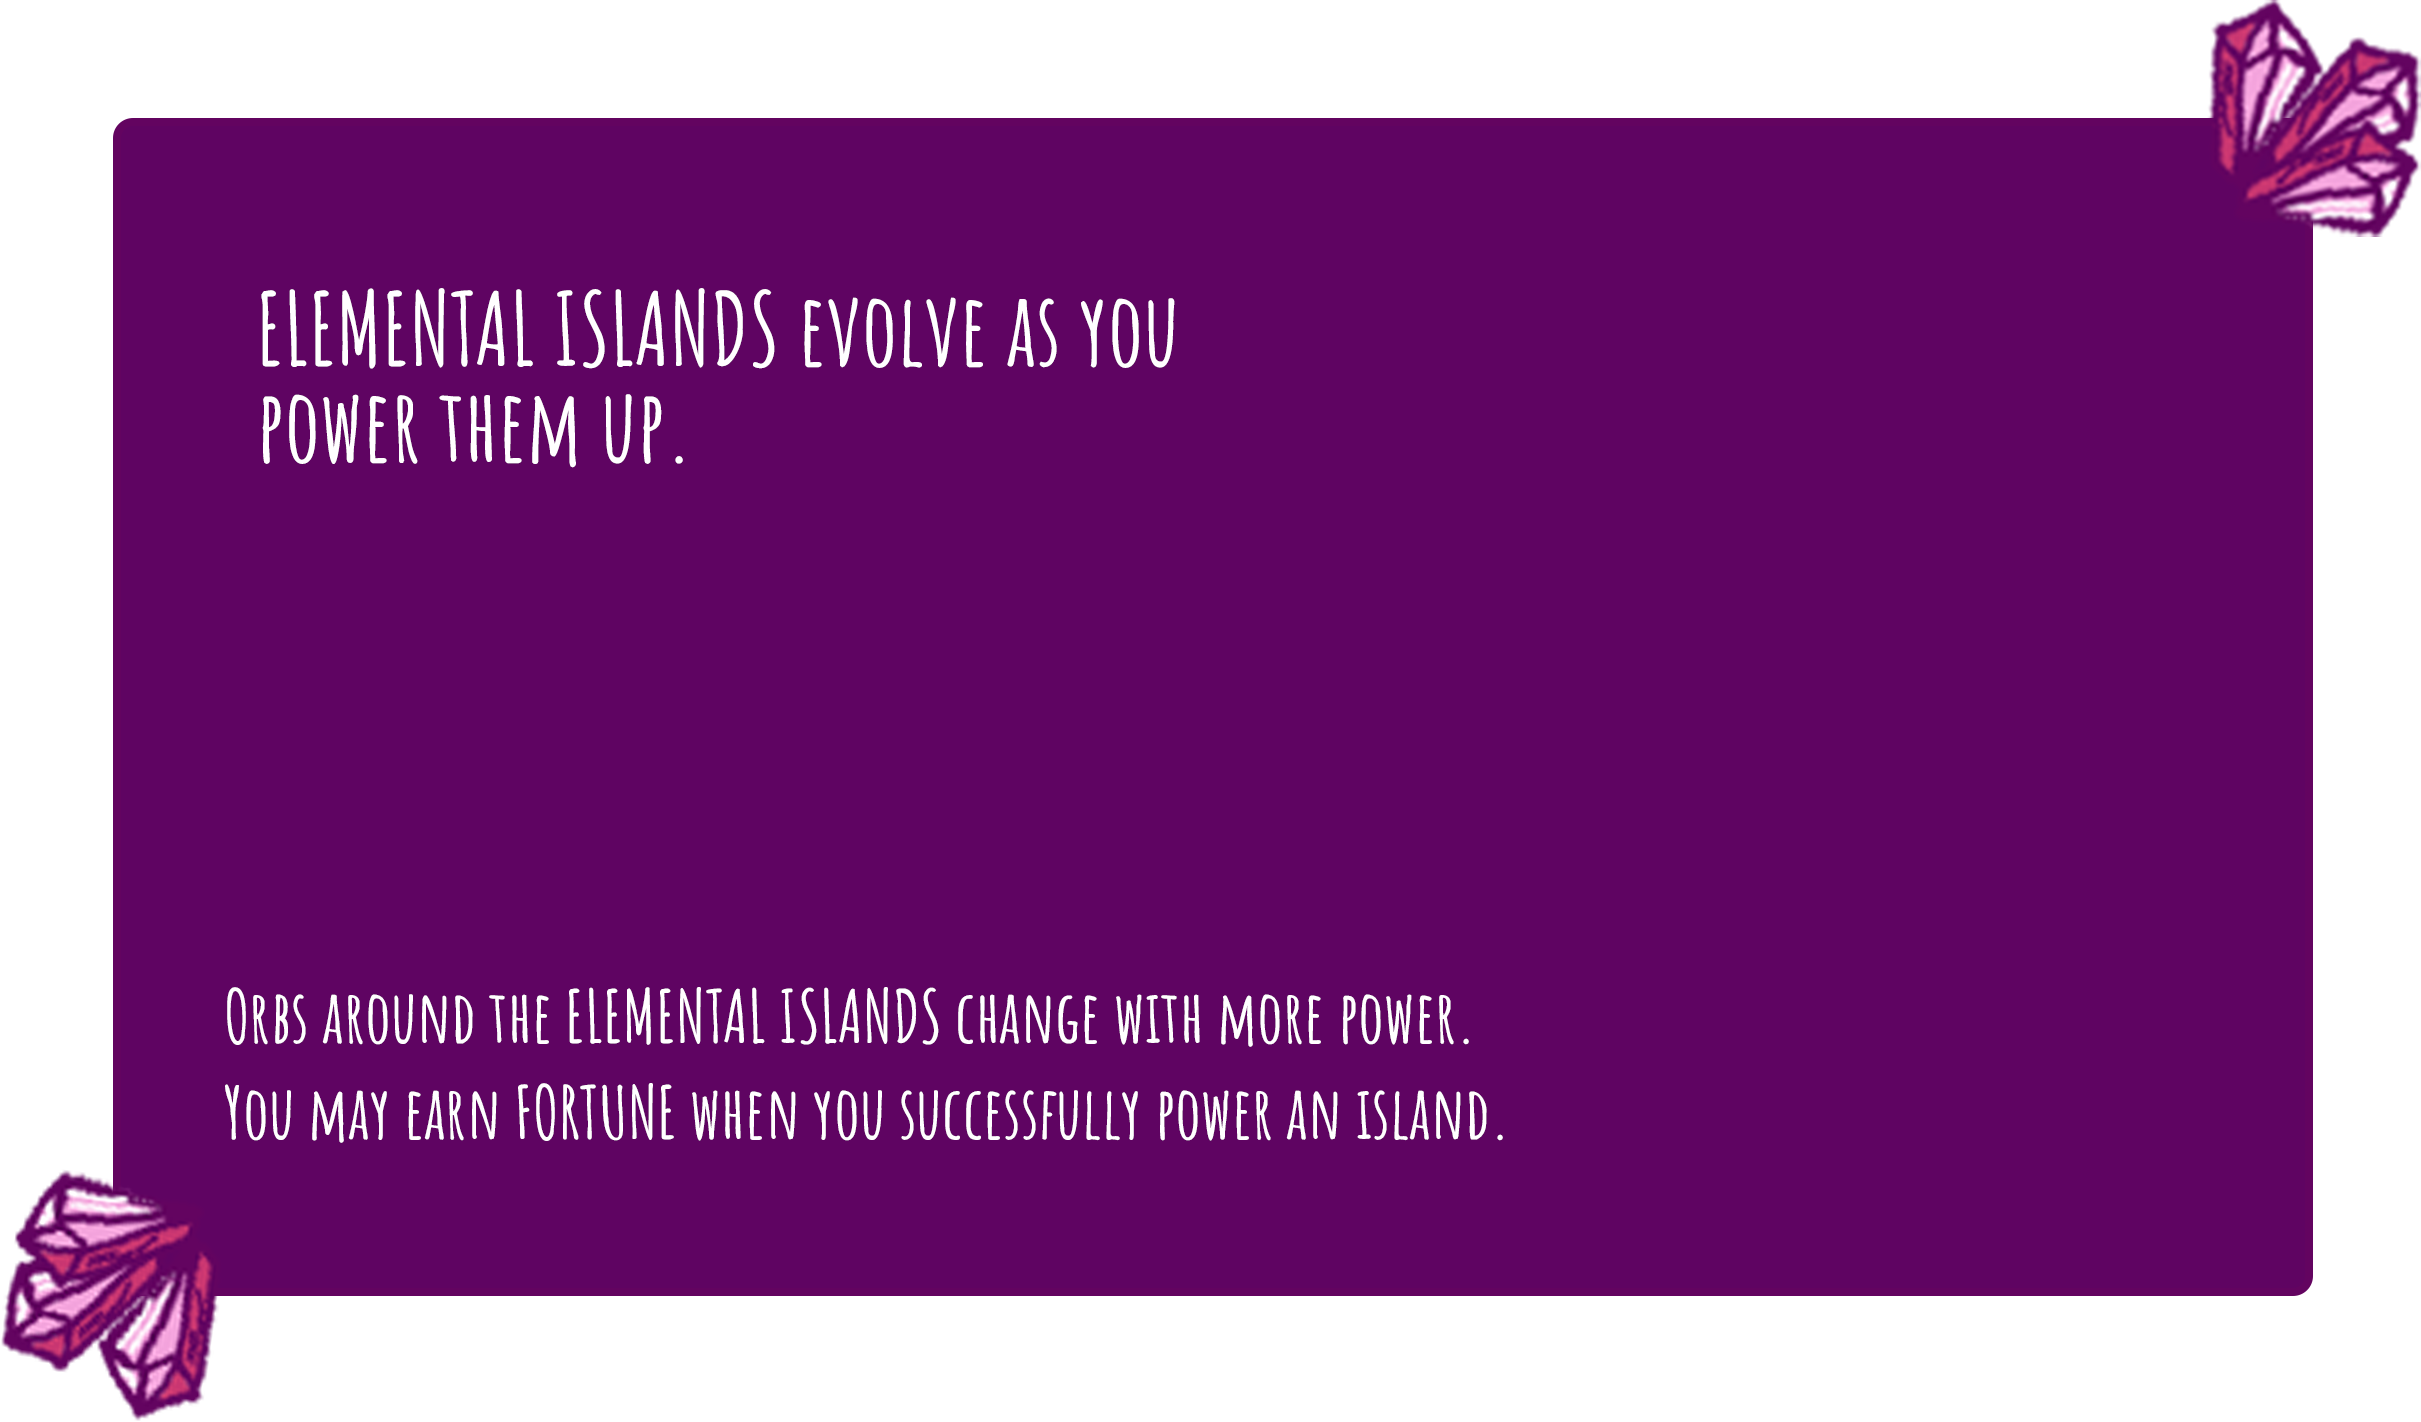 ELEMENTAL ISLANDS EVOLVE AS YOU
POWER THEM UP.
ORBS AROUND THE ELEMENTAL ISLANDS CHANGE WITH MORE POWER.
YOU MAY EARN FORTUNE WHEN YOU SUCCESSFULLY POWER AN ISLAND.